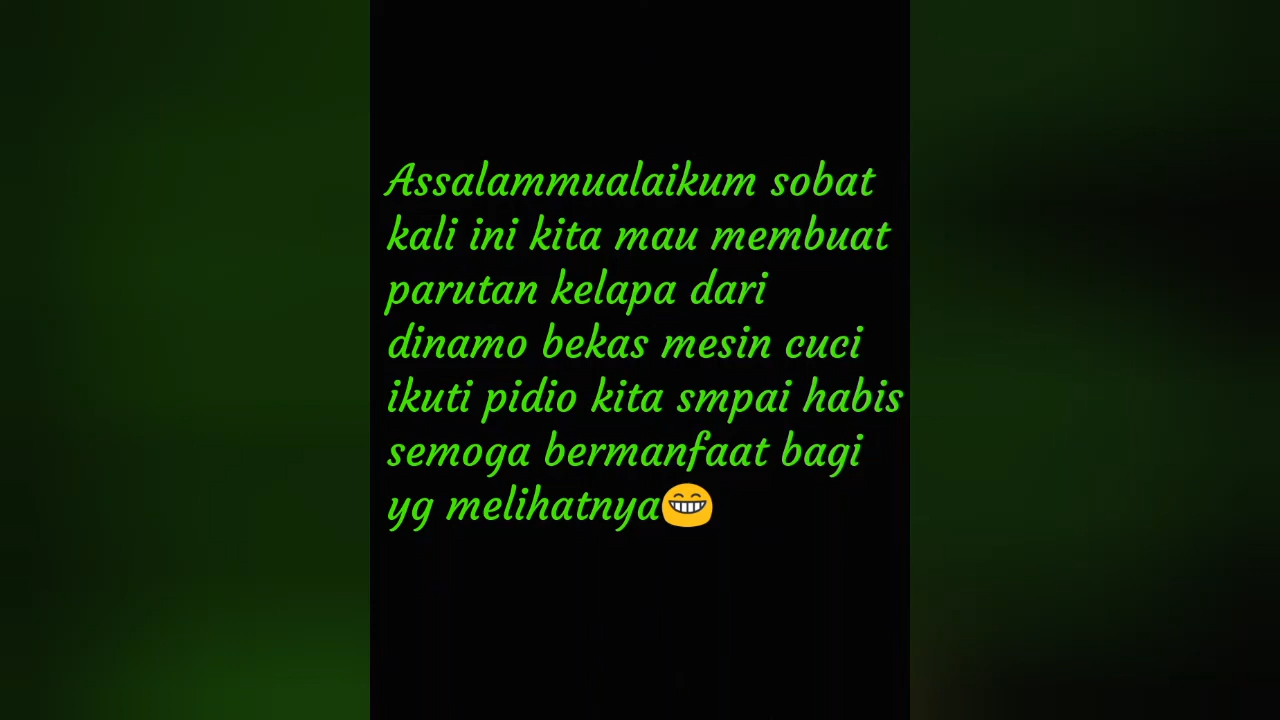 Assalammualaikum sobat
kali ini kita mau membuat
parutan kelapa dari
dinamo bekas mesin cuci
ikuti pidio kita smpai habis
semoga bermanfaat bagi
yg melihatnya😁